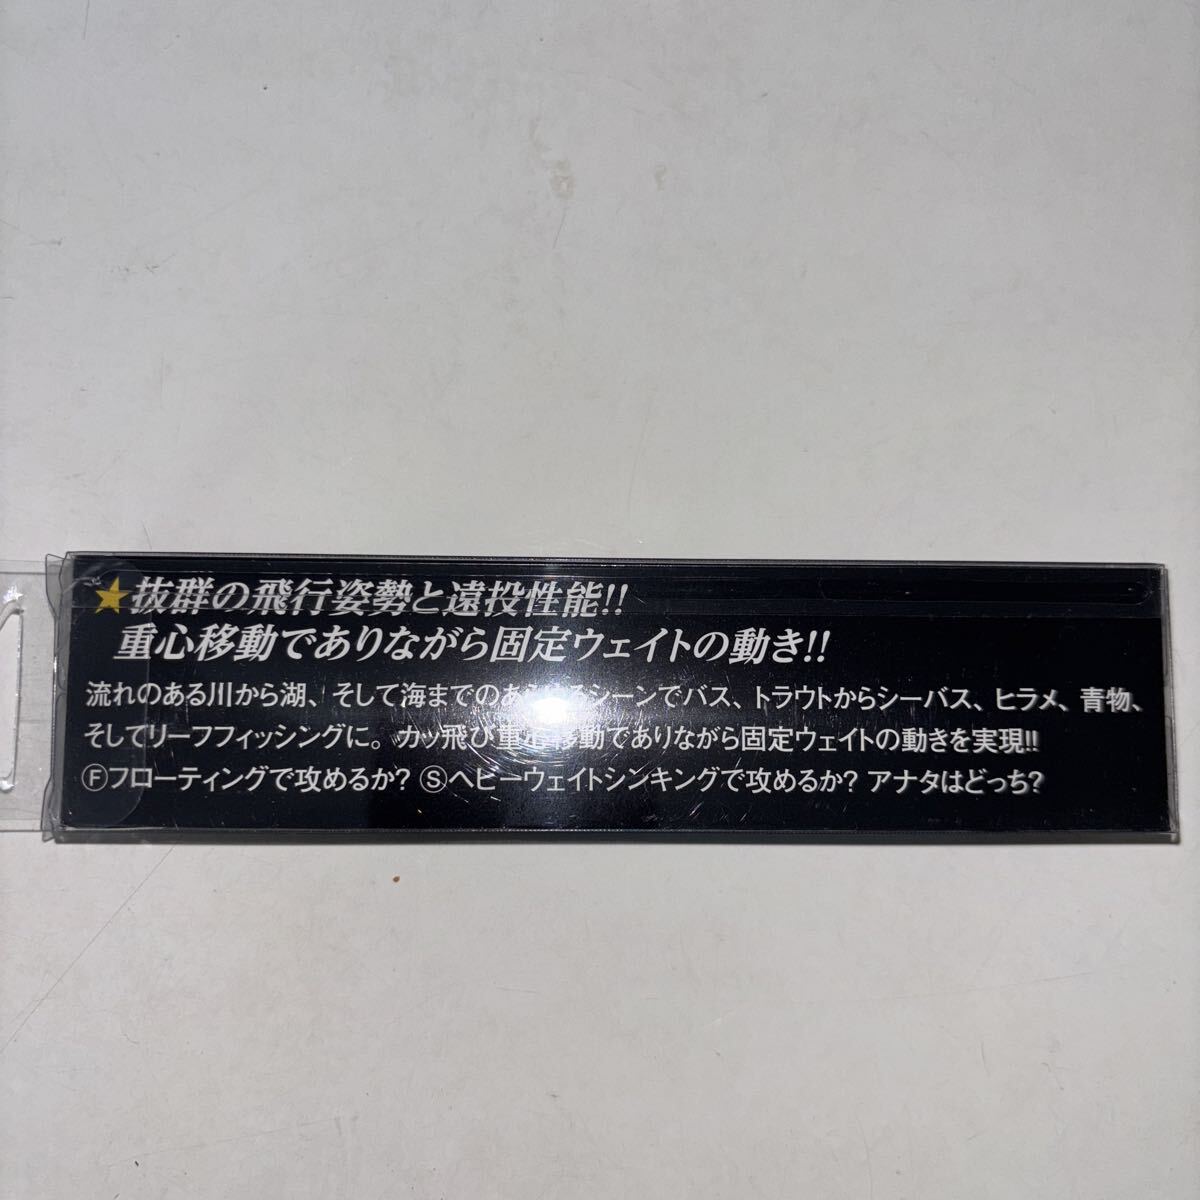 ★抜群の飛行姿勢と遠投性能!!
重心移動でありながら固定ウェイトの動き!!
流れのある川から湖、そして海までのあらゆるシーンでバス、トラウトからシーバス、ヒラメ、青物、
そしてリーフフィッシングに。カッ飛び重心移動でありながら固定ウェイトの動きを実現!!
Ⓕフローティングで攻めるか? Ⓢヘビーウェイトシンキングで攻めるか? アナタはどっち?